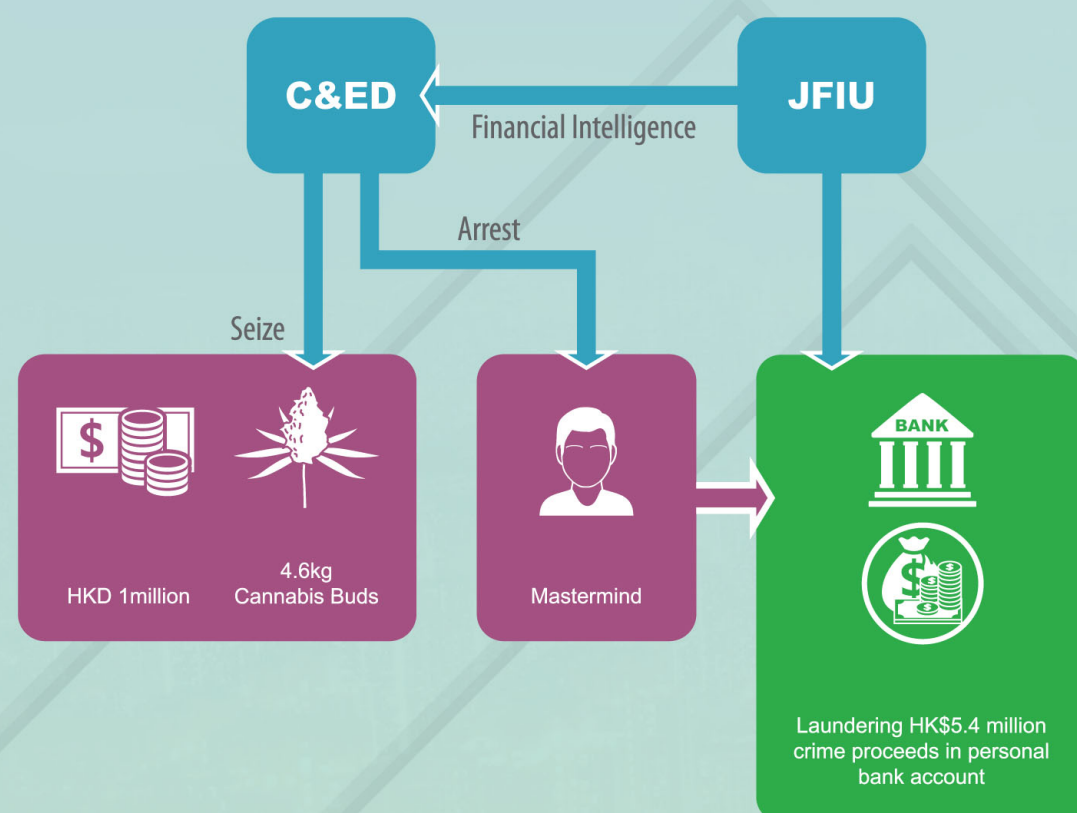 C&ED
JFIU
Financial Intelligence
Arrest
Seize
$
HKD 1million
4.6kg
Cannabis Buds
Mastermind
BANK
$
$
$
$
Laundering HK$5.4 million
crime proceeds in personal
bank account